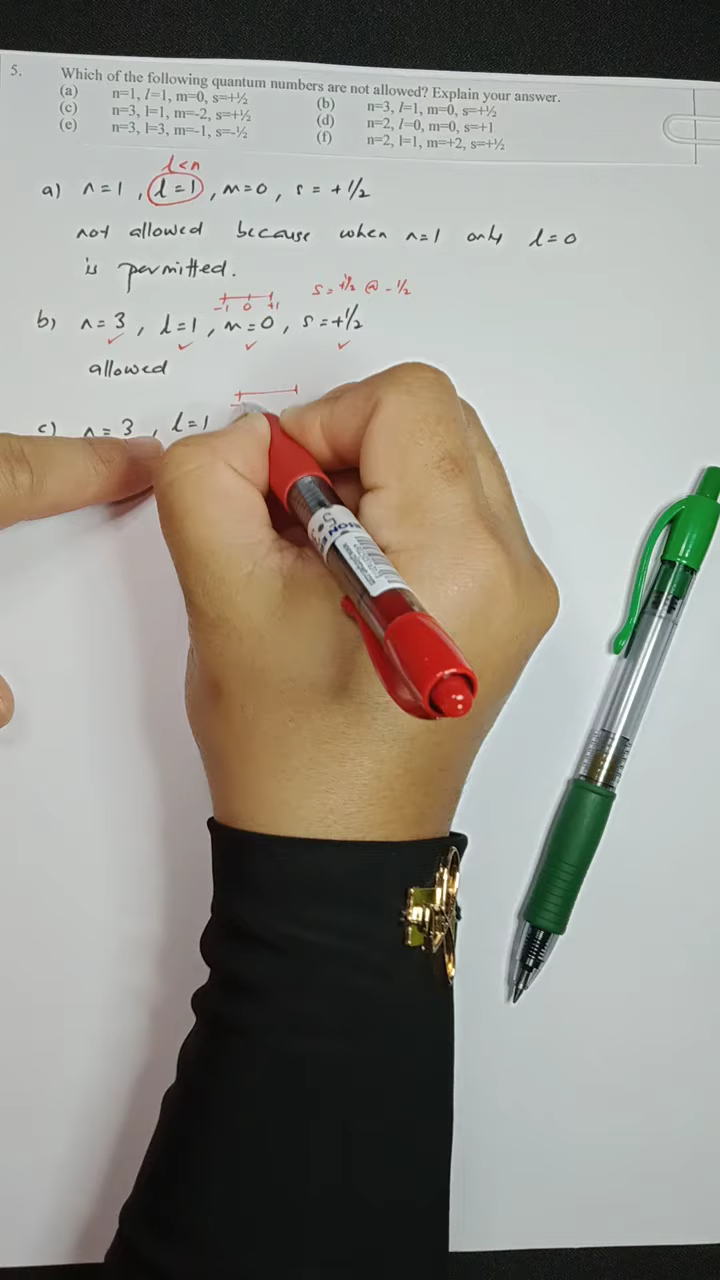 5. Which of the following quantum numbers are not allowed? Explain your answer.
(a) n=1, l=1, m=0, s=+½ (b) n=3, l=1, m=0, s=+½
(c) n=3, l=1, m=-2, s=+½ (d) n=2, l=0, m=0, s=+1
(e) n=3, l=3, m=-1, s=-½ (f) n=2, l=1, m=+2, s=+½
l<n
a) n=1, l=1, m=0, s=+1/2
not allowed because when n=1 only l=0
is permitted.
-1 0 +1 s=+½ @ -1/2
b) n=3, l=1, m=0, s=+½
allowed
c) n=3, l=1